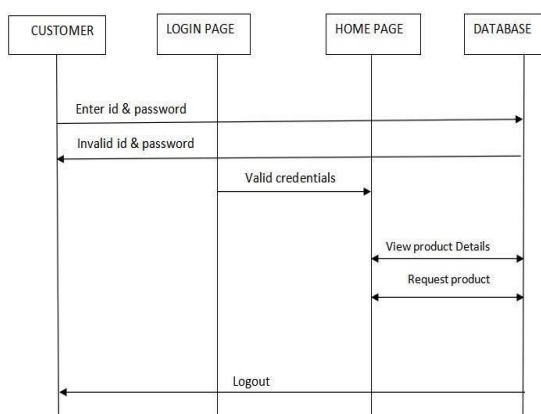 CUSTOMER
LOGIN PAGE
HOME PAGE
DATABASE
Enter id & password
Invalid id & password
Valid credentials
View product Details
Request product
Logout